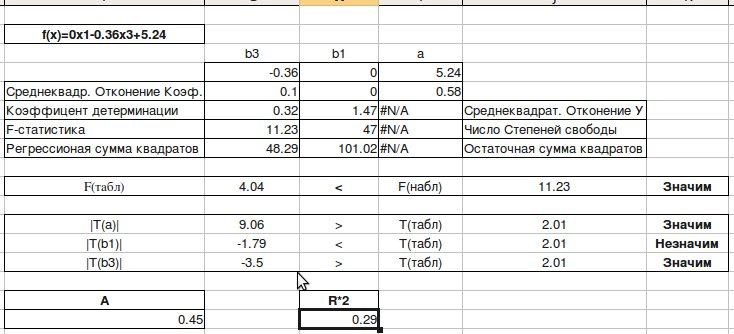 f(x)=0x1-0.36x3+5.24
b3 b1 a
-0.36 0 5.24
Среднеквадр. Отконение Коэф. 0.1 0 0.58
Коэффицент детерминации 0.32 1.47 #N/A Среднеквадрат. Отконение У
F-статистика 11.23 47 #N/A Число Степеней свободы
Регрессионая сумма квадратов 48.29 101.02 #N/A Остаточная сумма квадратов
F(табл) 4.04 < F(набл) 11.23 Значим
|T(a)| 9.06 > T(табл) 2.01 Значим
|T(b1)| -1.79 < T(табл) 2.01 Незначим
|T(b3)| -3.5 > T(табл) 2.01 Значим
A R*2
0.45 0.29